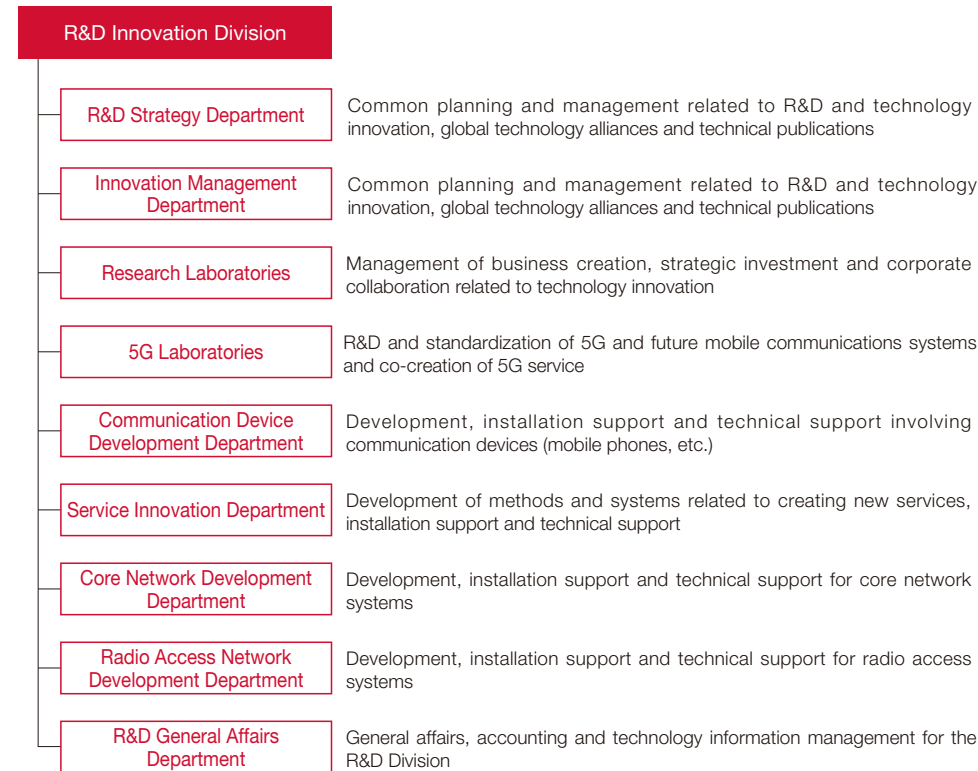 R&D Innovation Division
R&D Strategy Department
Common planning and management related to R&D and technology
innovation, global technology alliances and technical publications
Innovation Management
Department
Common planning and management related to R&D and technology
innovation, global technology alliances and technical publications
Research Laboratories
Management of business creation, strategic investment and corporate
collaboration related to technology innovation
5G Laboratories
R&D and standardization of 5G and future mobile communications systems
and co-creation of 5G service
Communication Device
Development Department
Development, installation support and technical support involving
communication devices (mobile phones, etc.)
Service Innovation Department
Development of methods and systems related to creating new services,
installation support and technical support
Core Network Development
Department
Development, installation support and technical support for core network
systems
Radio Access Network
Development Department
Development, installation support and technical support for radio access
systems
R&D General Affairs
Department
General affairs, accounting and technology information management for the
R&D Division